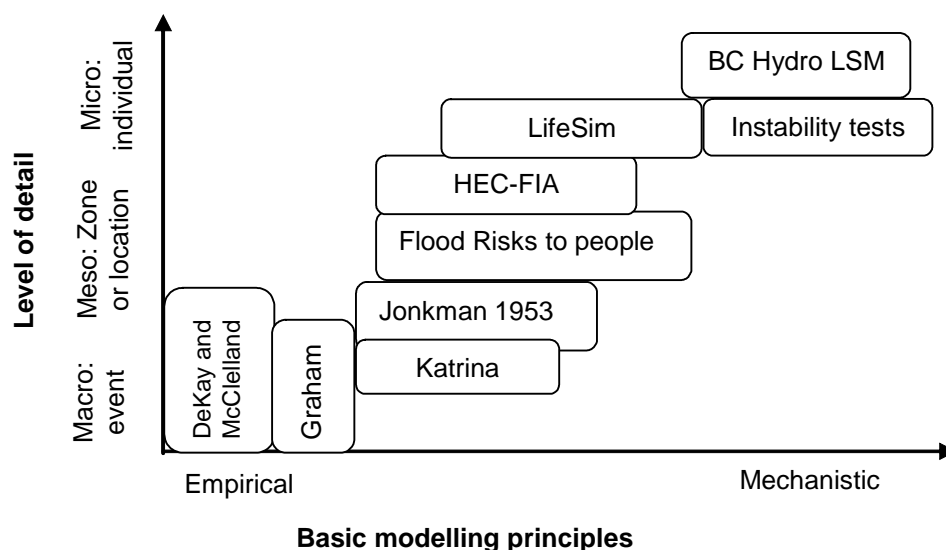 BC Hydro LSM
LifeSim
Instability tests
HEC-FIA
Flood Risks to people
Jonkman 1953
Katrina
DeKay and
McClelland
Graham
Level of detail
Micro:
individual
Meso: Zone
or location
Macro:
event
Empirical
Mechanistic
Basic modelling principles